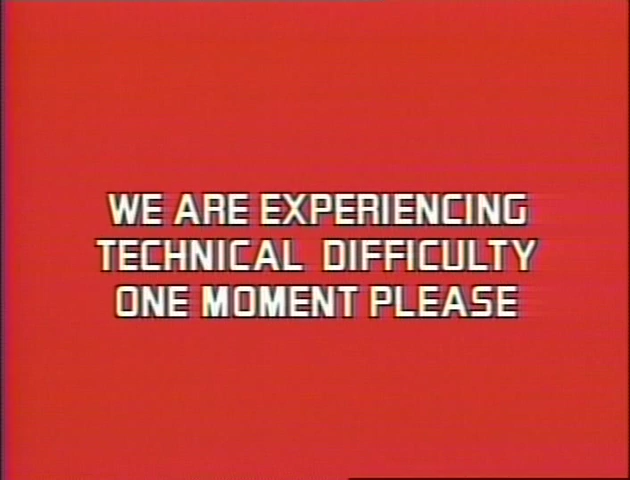 WE ARE EXPERIENCING
TECHNICAL DIFFICULTY
ONE MOMENT PLEASE